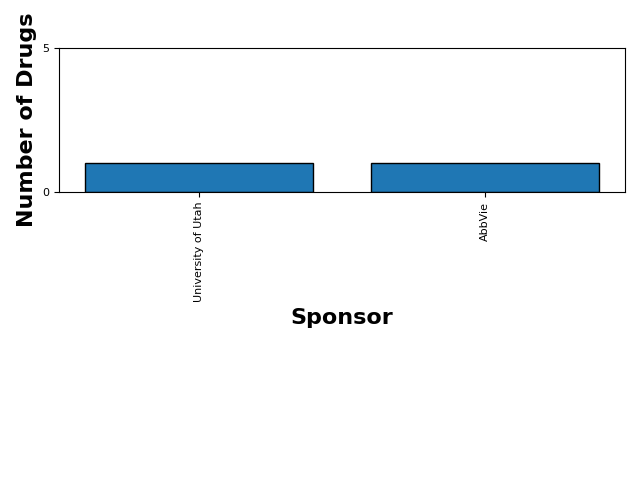 Number of Drugs
5
0
University of Utah
AbbVie
Sponsor